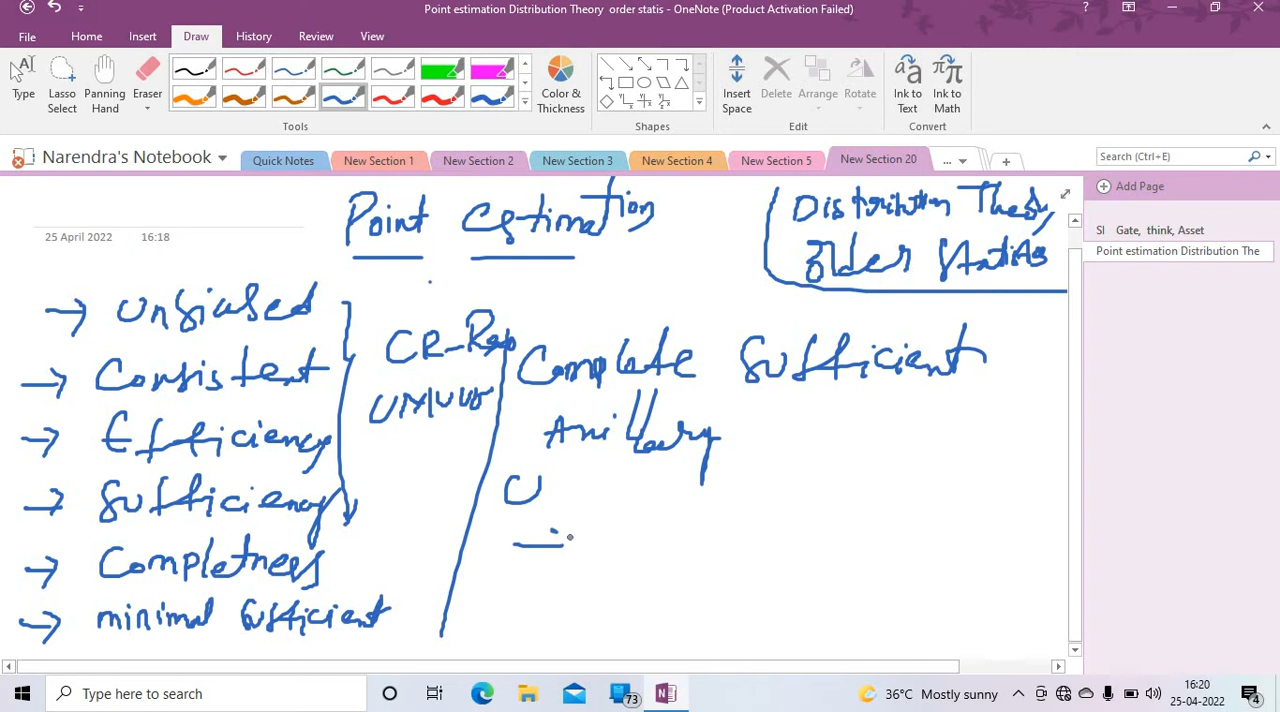 Point estimation Distribution Theory  order statis - OneNote (Product Activation Failed)
File Home Insert Draw History Review View
Type
Lasso Select
Panning Hand
Eraser
Color & Thickness
Insert Space
Delete
Arrange
Rotate
Ink to Text
Ink to Math
Tools Shapes Edit Convert
Narendra's Notebook
Quick Notes New Section 1 New Section 2 New Section 3 New Section 4 New Section 5 New Section 20 ...
Search (Ctrl+E)
Add Page
SI Gate, think, Asset
Point estimation Distribution The
25 April 2022 16:18
Point Estimation
Distribution Theory
Order Statistics
Unbiased
Consistent
Efficiency
Sufficiency
Completness
minimal Sufficient
CR-Rao
Complete Sufficient
Ancillary
U
Type here to search
73
36°C Mostly sunny
16:20
25-04-2022
4